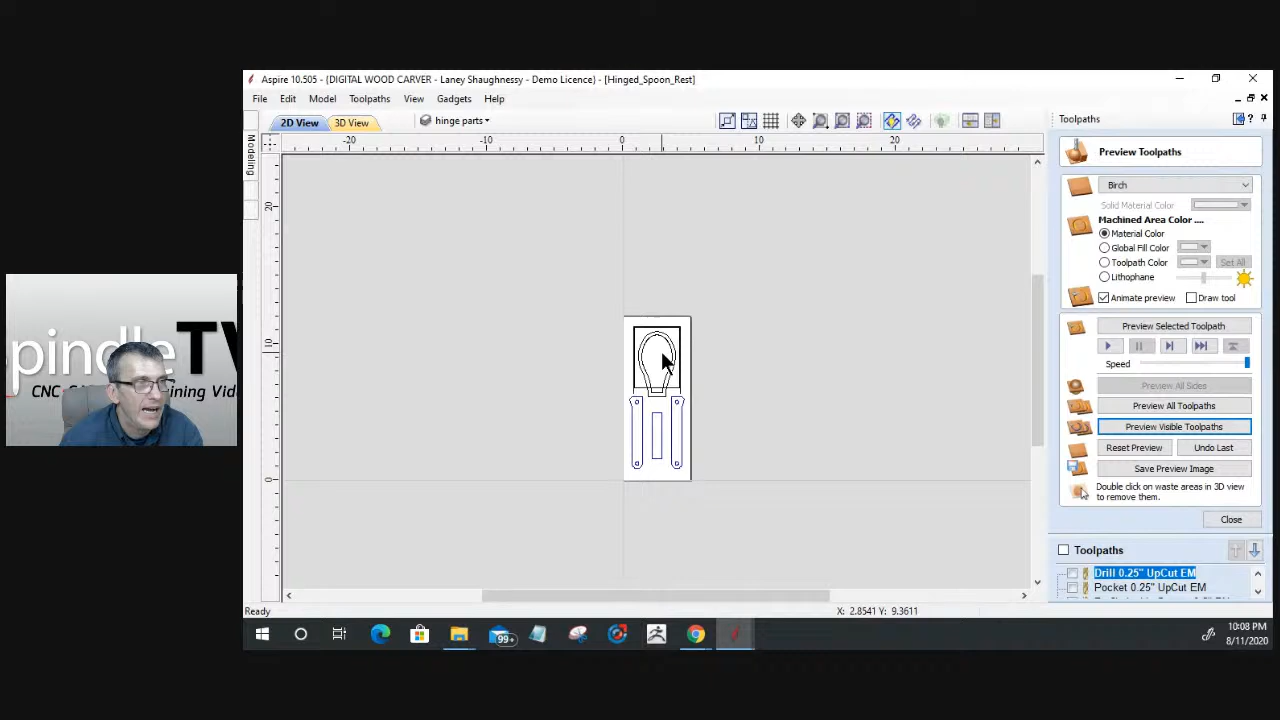 Aspire 10.505 - (DIGITAL WOOD CARVER - Laney Shaughnessy - Demo Licence) - [Hinged_Spoon_Rest]
File Edit Model Toolpaths View Gadgets Help
2D View 3D View hinge parts
-20 -10 0 10 20
Modeling
20
10
0
Toolpaths
Preview Toolpaths
Birch
Solid Material Color
Machined Area Color ....
Material Color
Global Fill Color
Toolpath Color Set All
Lithophane
Animate preview Draw tool
Preview Selected Toolpath
Speed
Preview All Sides
Preview All Toolpaths
Preview Visible Toolpaths
Reset Preview Undo Last
Save Preview Image
Double click on waste areas in 3D view
to remove them.
Close
Toolpaths
Drill 0.25" UpCut EM
Pocket 0.25" UpCut EM
Ready X: 2.8541 Y: 9.3611
99+
10:08 PM
8/11/2020
pindleTV